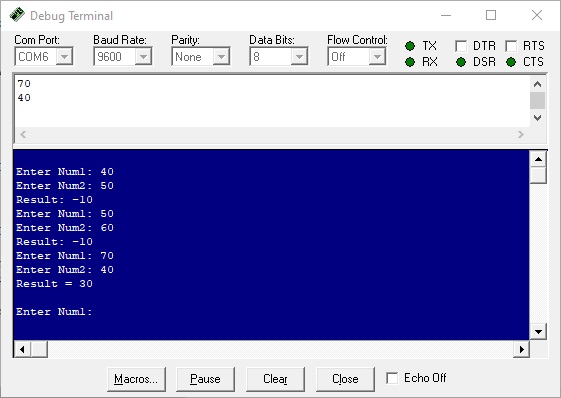 Debug Terminal
Com Port: Baud Rate: Parity: Data Bits: Flow Control: TX DTR RTS
COM6 9600 None 8 Off RX DSR CTS
70
40
Enter Num1: 40
Enter Num2: 50
Result: -10
Enter Num1: 50
Enter Num2: 60
Result: -10
Enter Num1: 70
Enter Num2: 40
Result = 30
Enter Num1:
Macros... Pause Clear Close Echo Off